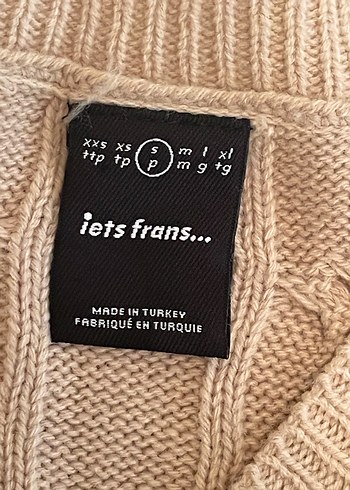 xxs xs s m l xl
ttp tp p m g tg
iets frans...
MADE IN TURKEY
FABRIQUÉ EN TURQUIE